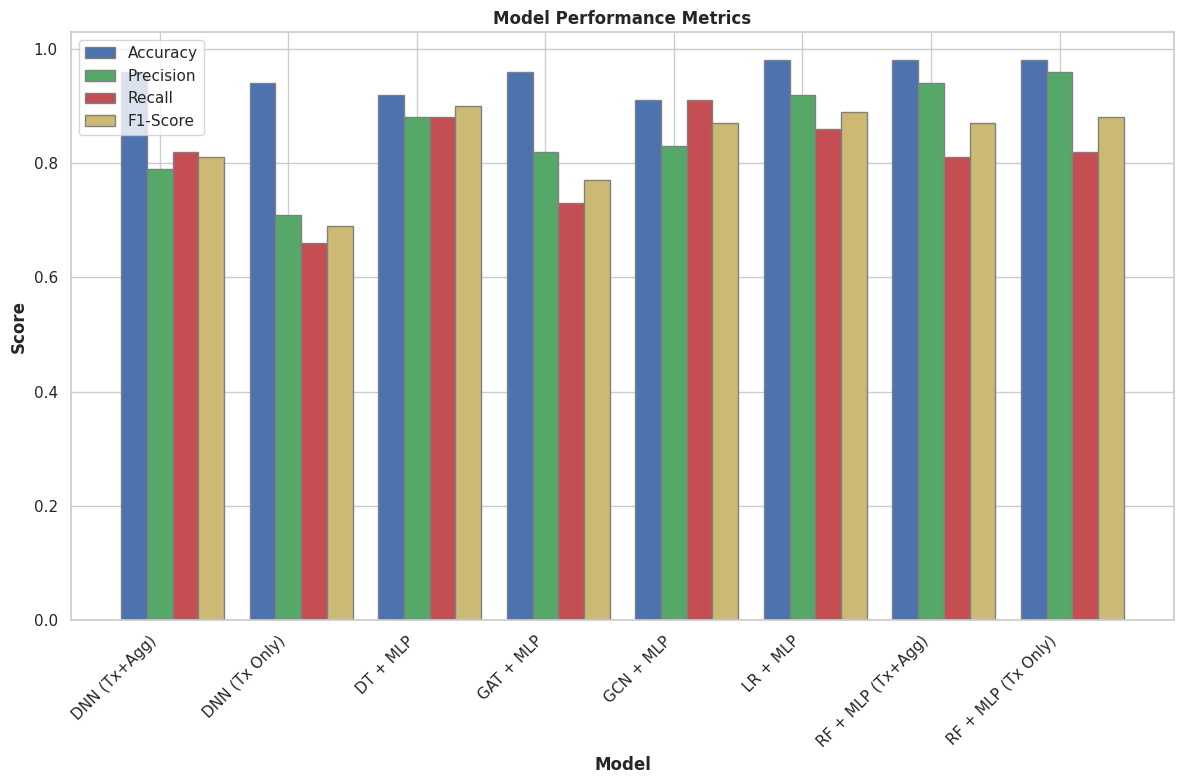 Model Performance Metrics
Accuracy
Precision
Recall
F1-Score
Score
1.0
0.8
0.6
0.4
0.2
0.0
DNN (Tx+Agg)
DNN (Tx Only)
DT + MLP
GAT + MLP
GCN + MLP
LR + MLP
RF + MLP (Tx+Agg)
RF + MLP (Tx Only)
Model